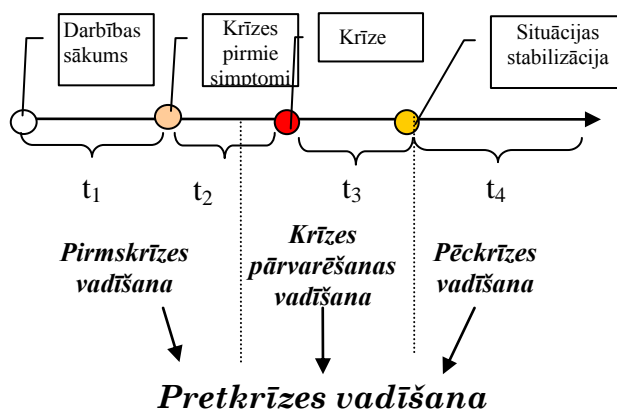 Darbības
sākums
Krīzes
pirmie
simptomi
Krīze
Situācijas
stabilizācija
t₁
t₂
t₃
t₄
Pirmskrīzes
vadīšana
Krīzes
pārvarēšanas
vadīšana
Pēckrīzes
vadīšana
Pretkrīzes vadīšana